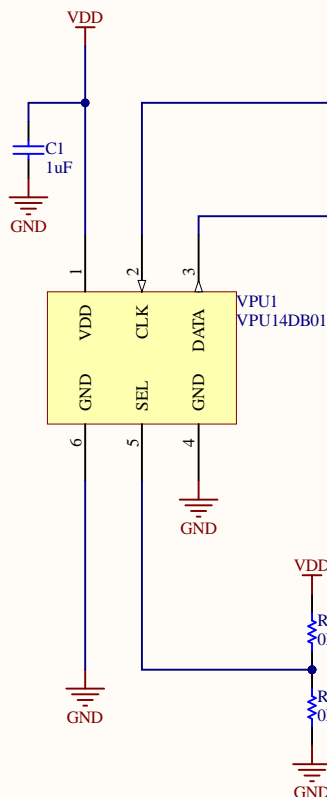 VDD
C1
1uF
GND
1
2
3
VPU1
VPU14DB01
VDD
CLK
DATA
GND
SEL
GND
6
5
4
GND
VDD
GND
GND